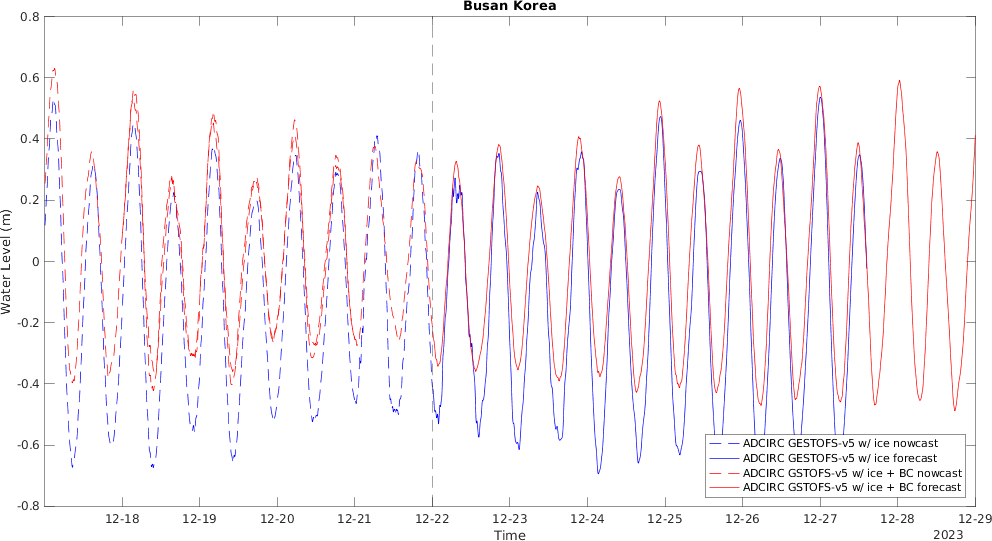 Busan Korea
0.8
0.6
0.4
0.2
0
-0.2
-0.4
-0.6
-0.8
Water Level (m)
ADCIRC GESTOFS-v5 w/ ice nowcast
ADCIRC GESTOFS-v5 w/ ice forecast
ADCIRC GSTOFS-v5 w/ ice + BC nowcast
ADCIRC GSTOFS-v5 w/ ice + BC forecast
12-18 12-19 12-20 12-21 12-22 12-23 12-24 12-25 12-26 12-27 12-28 12-29
Time
2023